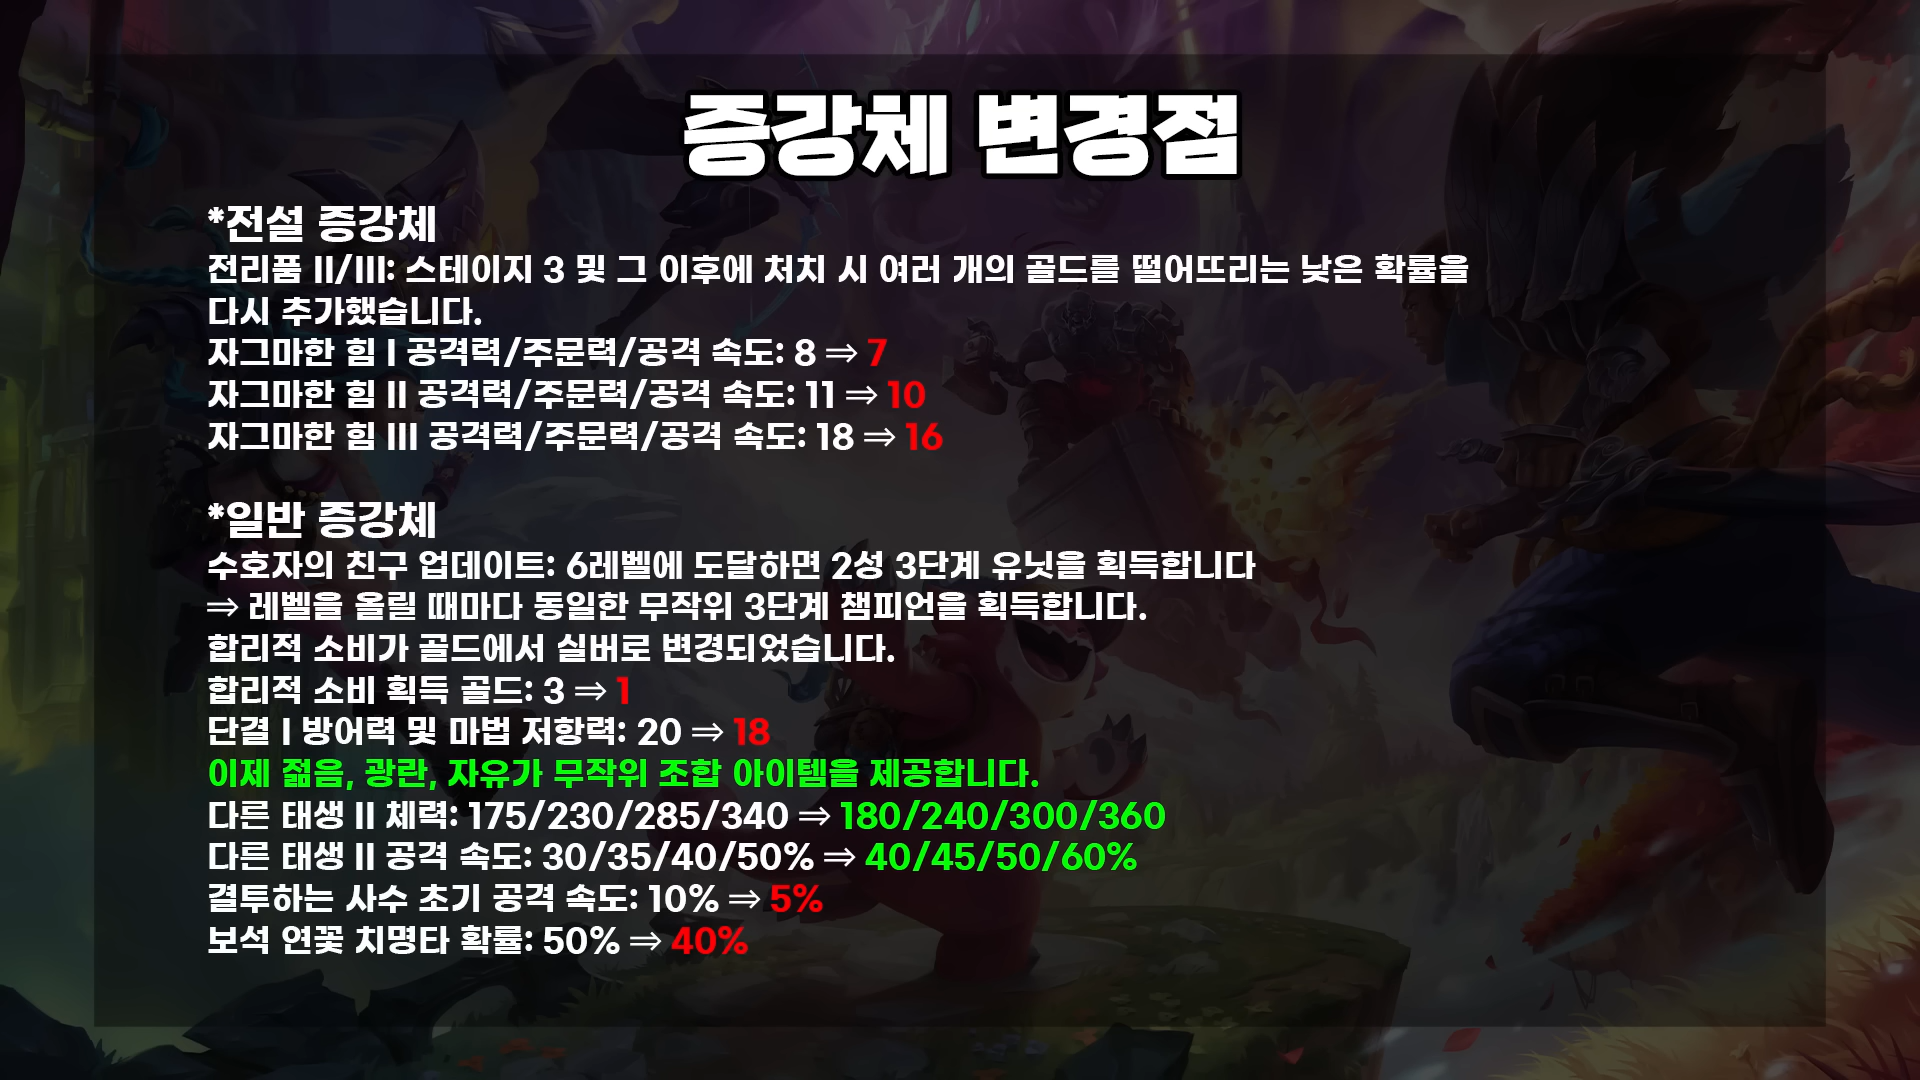 증강체 변경점
*전설 증강체
전리품 II/III: 스테이지 3 및 그 이후에 처치 시 여러 개의 골드를 떨어뜨리는 낮은 확률을
다시 추가했습니다.
자그마한 힘 I 공격력/주문력/공격 속도: 8 ⇒ 7
자그마한 힘 II 공격력/주문력/공격 속도: 11 ⇒ 10
자그마한 힘 III 공격력/주문력/공격 속도: 18 ⇒ 16
*일반 증강체
수호자의 친구 업데이트: 6레벨에 도달하면 2성 3단계 유닛을 획득합니다
⇒ 레벨을 올릴 때마다 동일한 무작위 3단계 챔피언을 획득합니다.
합리적 소비가 골드에서 실버로 변경되었습니다.
합리적 소비 획득 골드: 3 ⇒ 1
단결 I 방어력 및 마법 저항력: 20 ⇒ 18
이제 젊음, 광란, 자유가 무작위 조합 아이템을 제공합니다.
다른 태생 II 체력: 175/230/285/340 ⇒ 180/240/300/360
다른 태생 II 공격 속도: 30/35/40/50% ⇒ 40/45/50/60%
결투하는 사수 초기 공격 속도: 10% ⇒ 5%
보석 연꽃 치명타 확률: 50% ⇒ 40%